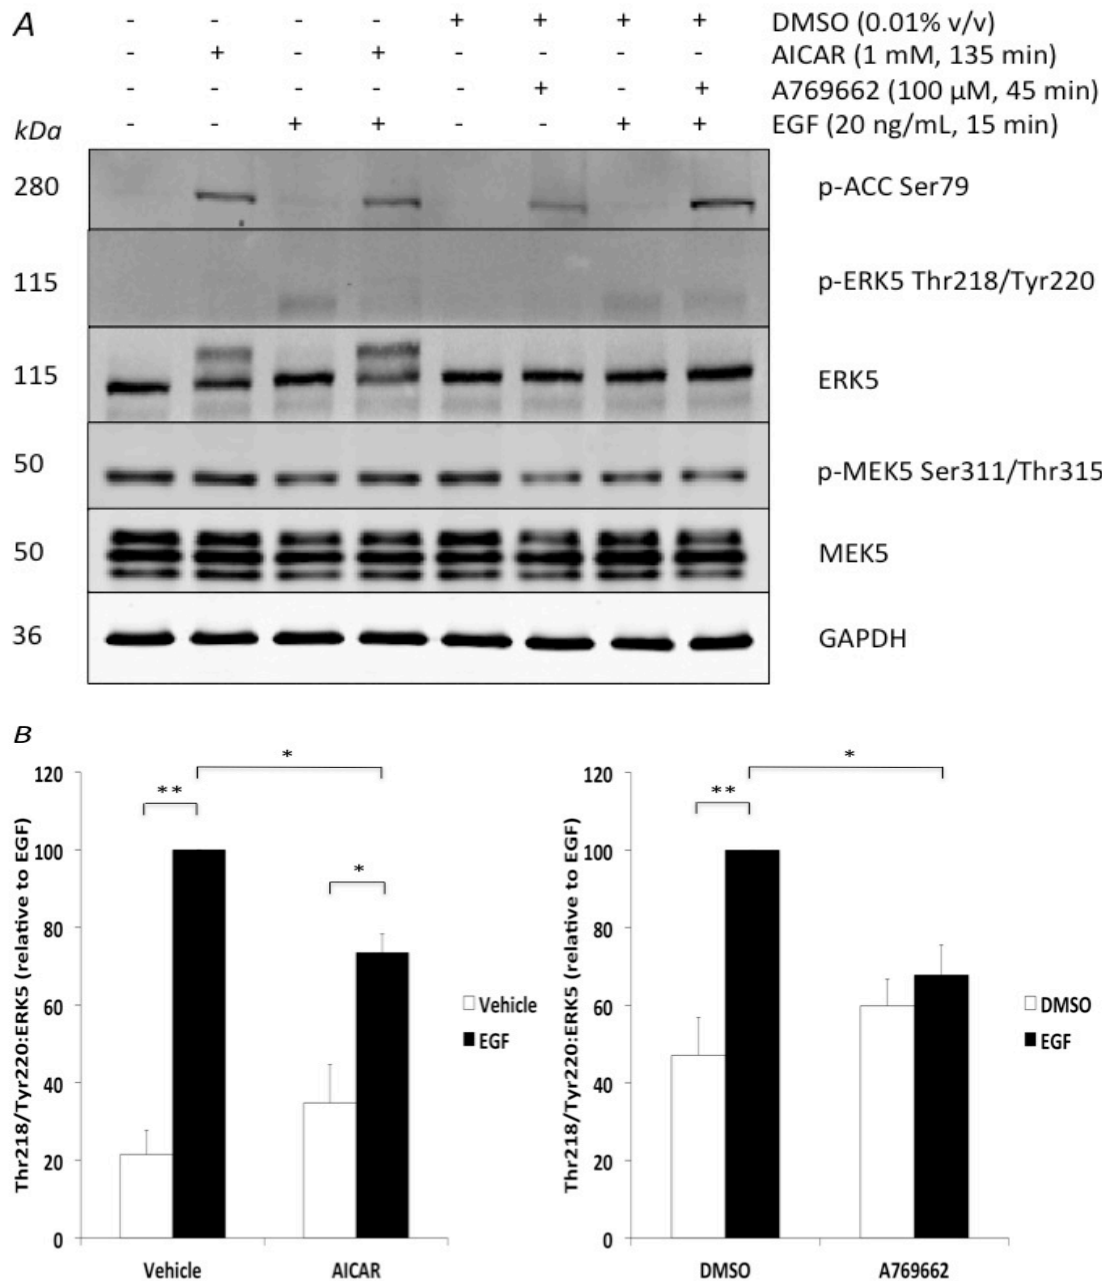 A - - - - + + + + DMSO (0.01% v/v)
- + - + - - - - AICAR (1 mM, 135 min)
- - - - - + - + A769662 (100 µM, 45 min)
kDa - - + + - - + + EGF (20 ng/mL, 15 min)
280 p-ACC Ser79
115 p-ERK5 Thr218/Tyr220
115 ERK5
50 p-MEK5 Ser311/Thr315
50 MEK5
36 GAPDH
B
Thr218/Tyr220:ERK5 (relative to EGF)
120
100
80
60
40
20
0
**
*
*
Vehicle
EGF
Vehicle AICAR
Thr218/Tyr220:ERK5 (relative to EGF)
120
100
80
60
40
20
0
**
*
DMSO
EGF
DMSO A769662